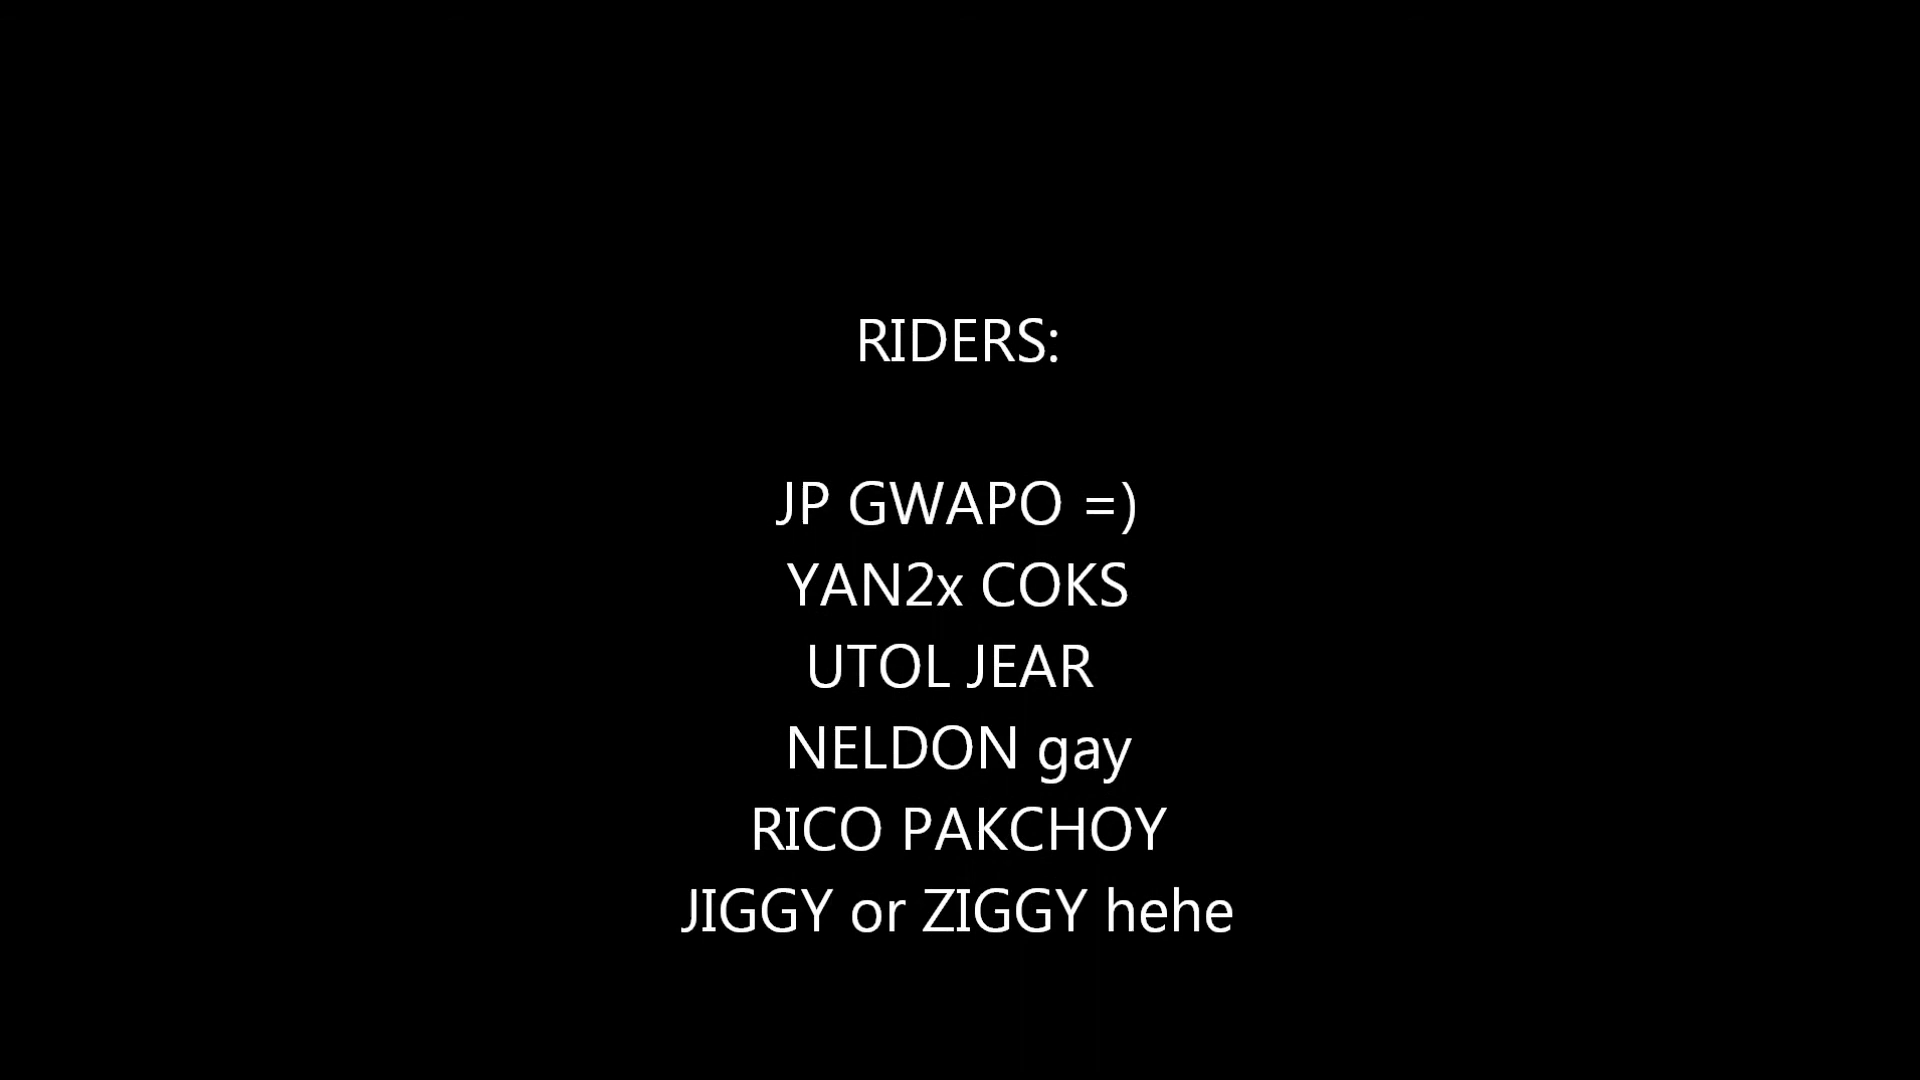 RIDERS:
JP GWAPO =)
YAN2x COKS
UTOL JEAR
NELDON gay
RICO PAKCHOY
JIGGY or ZIGGY hehe